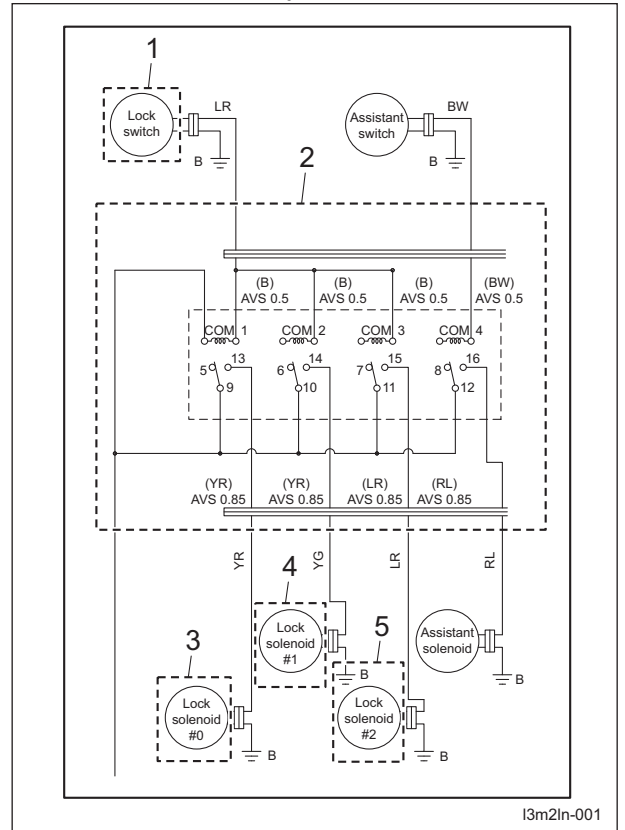 1
LR
BW
Lock
switch
Assistant
switch
B
B
2
(B)
AVS 0.5
(B)
AVS 0.5
(B)
AVS 0.5
(BW)
AVS 0.5
COM 1
COM 2
COM 3
COM 4
5 13
6 14
7 15
8 16
9
10
11
12
(YR)
AVS 0.85
(YR)
AVS 0.85
(LR)
AVS 0.85
(RL)
AVS 0.85
YR
YG
LR
RL
4
Lock
solenoid
#1
B
3
Lock
solenoid
#0
B
5
Lock
solenoid
#2
B
Assistant
solenoid
B
l3m2ln-001